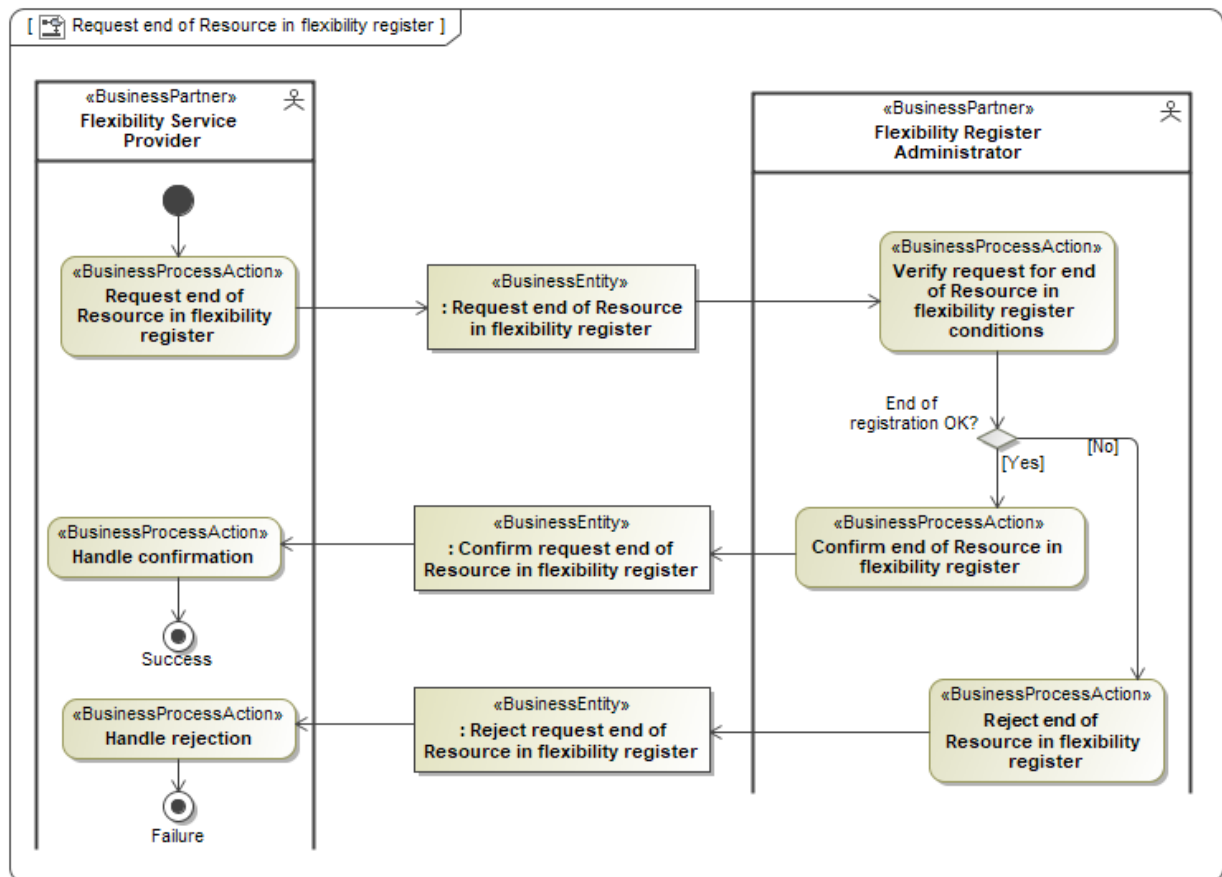 [ Request end of Resource in flexibility register ]
«BusinessPartner»
Flexibility Service
Provider
«BusinessPartner»
Flexibility Register
Administrator
«BusinessProcessAction»
Request end of
Resource in flexibility
register
«BusinessEntity»
: Request end of Resource
in flexibility register
«BusinessProcessAction»
Verify request for end
of Resource in
flexibility register
conditions
End of
registration OK?
[Yes]
[No]
«BusinessProcessAction»
Handle confirmation
«BusinessEntity»
: Confirm request end of
Resource in flexibility register
«BusinessProcessAction»
Confirm end of Resource in
flexibility register
Success
«BusinessProcessAction»
Handle rejection
«BusinessEntity»
: Reject request end of
Resource in flexibility register
«BusinessProcessAction»
Reject end of
Resource in flexibility
register
Failure